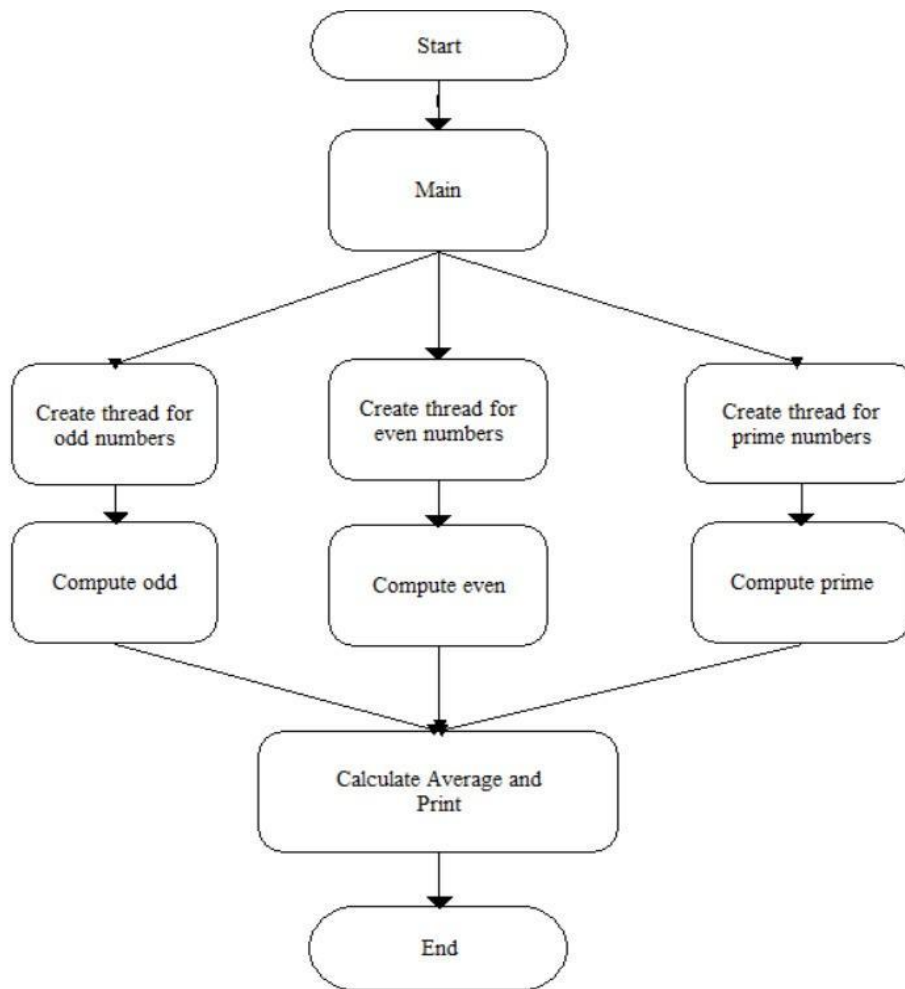 Start
Main
Create thread for
odd numbers
Create thread for
even numbers
Create thread for
prime numbers
Compute odd
Compute even
Compute prime
Calculate Average and
Print
End